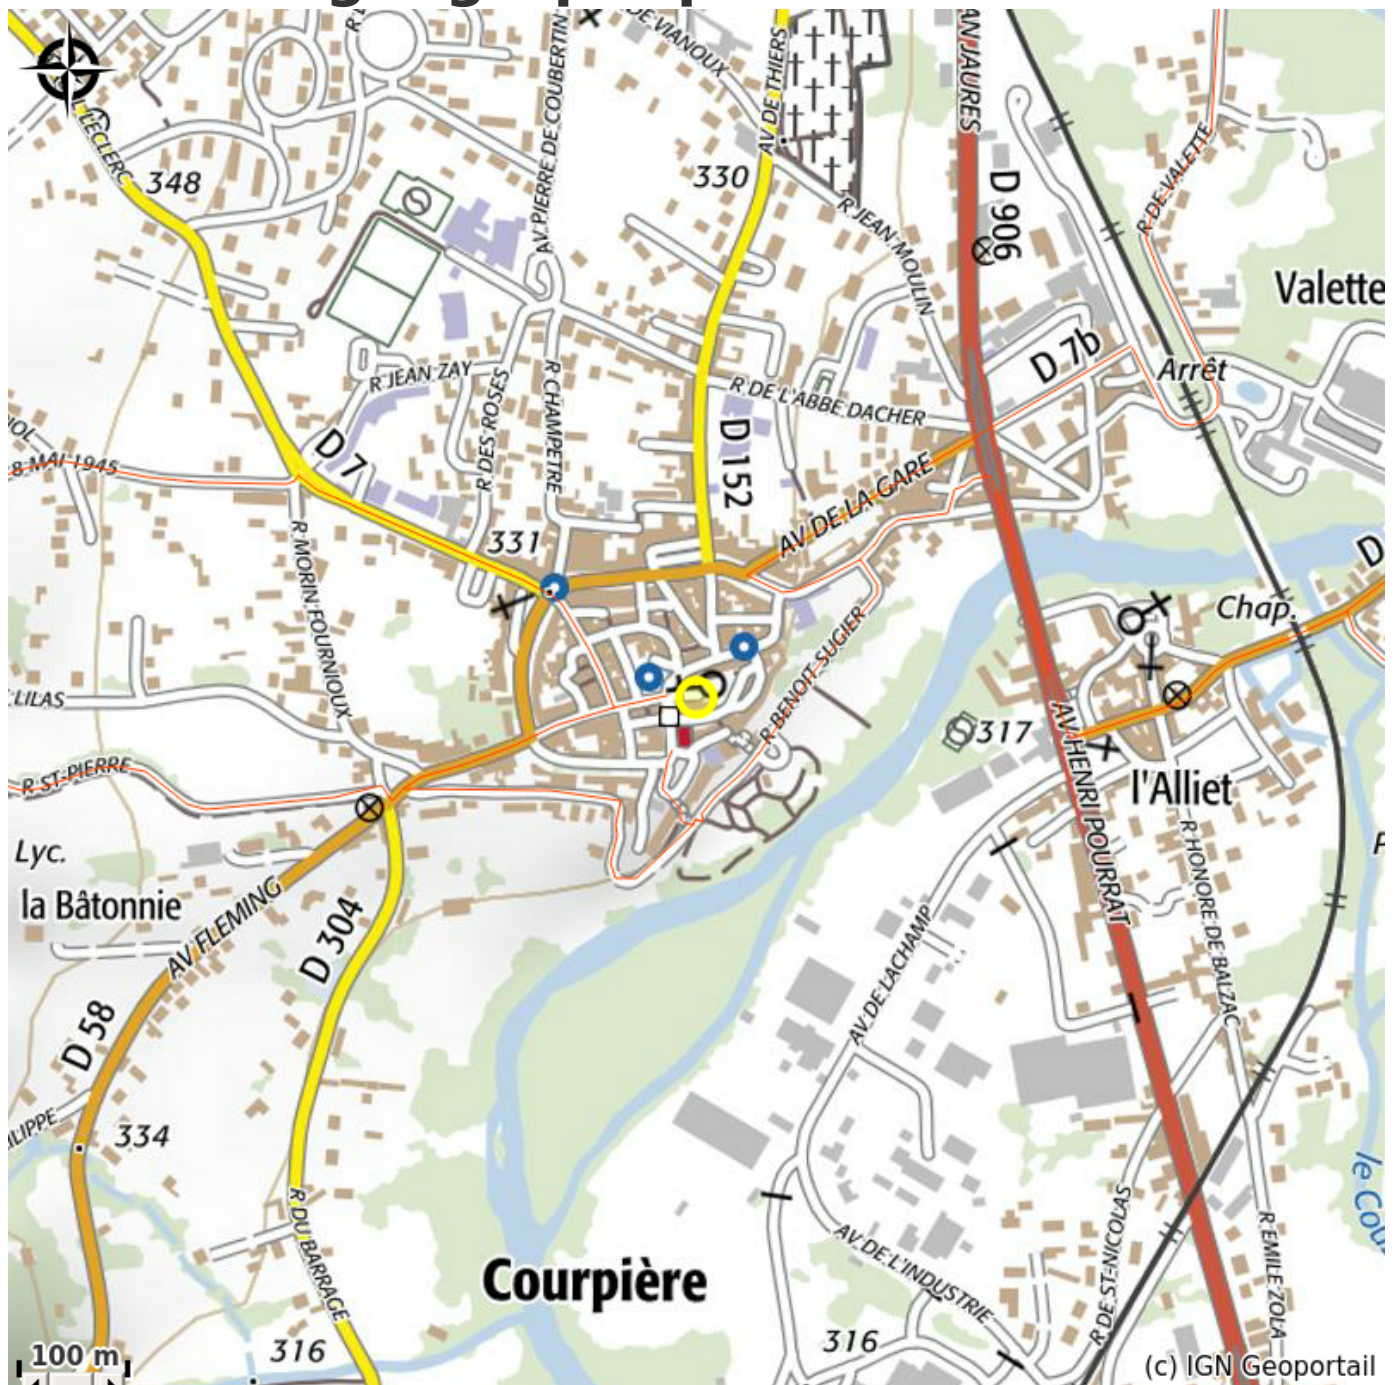 DE VIANOUX
AV PIERRE DE COUBERTIN
AV DE THIERS
AN JAURES
LECLERC
348
330
R JEAN MOULIN
D 906
R DE VALETTE
Valette
D 7b
Arrêt
R JEAN ZAY
R DES ROSES
R CHAMPETRE
R DE L'ABBE DACHER
8 MAI 1945
D 7
D 152
AV DE LA GARE
331
R MORIN FOURNIOUX
D
Chap.
R BENOIT SUGIER
LILAS
317
AV HENRI POURRAT
l'Alliet
R ST-PIERRE
Lyc.
la Bâtonnie
AV FLEMING
D 304
R HONORE DE BALZAC
AV DE LACHAMP
D 58
ILIPPE
334
le Cou
R DU BARRAGE
Courpière
AV DE L'INDUSTRIE
R DE ST-NICOLAS
R EMILE ZOLA
316
316
100 m
(c) IGN Geoportail